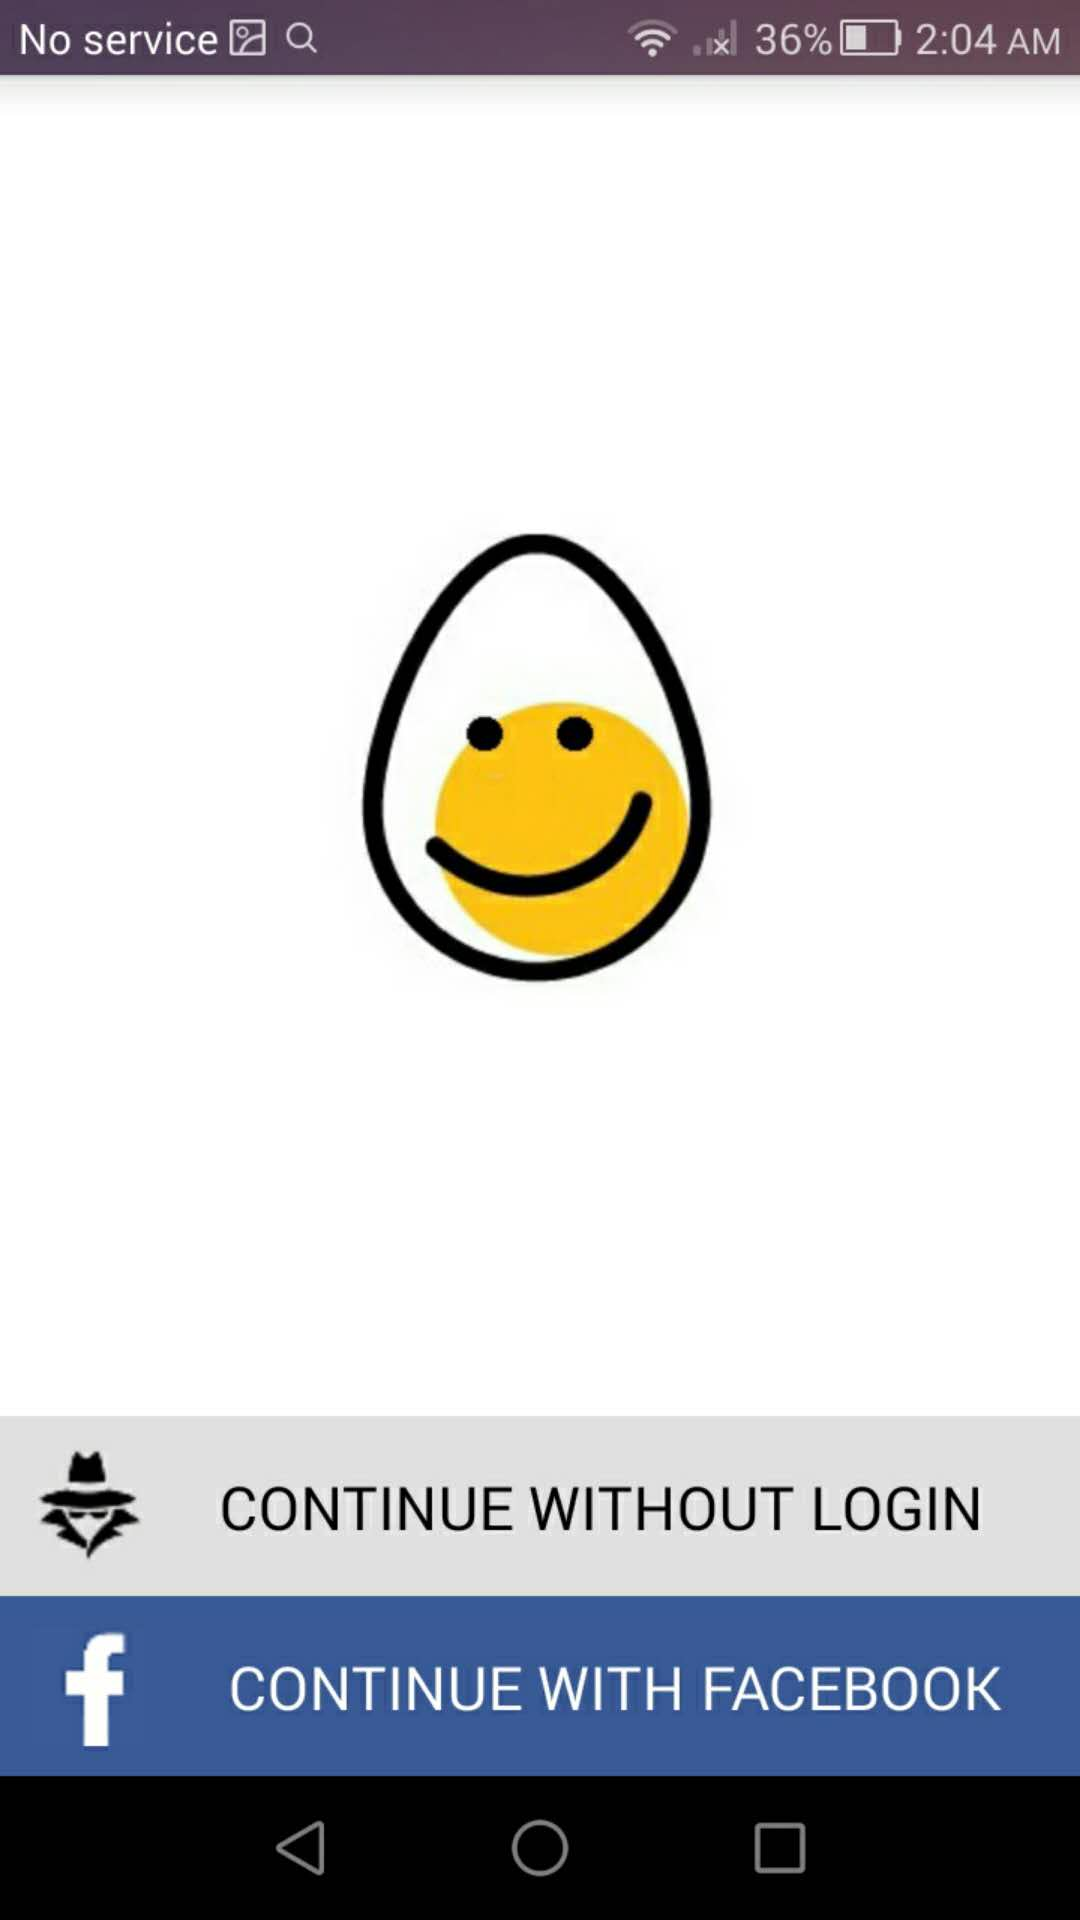 No service 36% 2:04 AM
CONTINUE WITHOUT LOGIN
CONTINUE WITH FACEBOOK